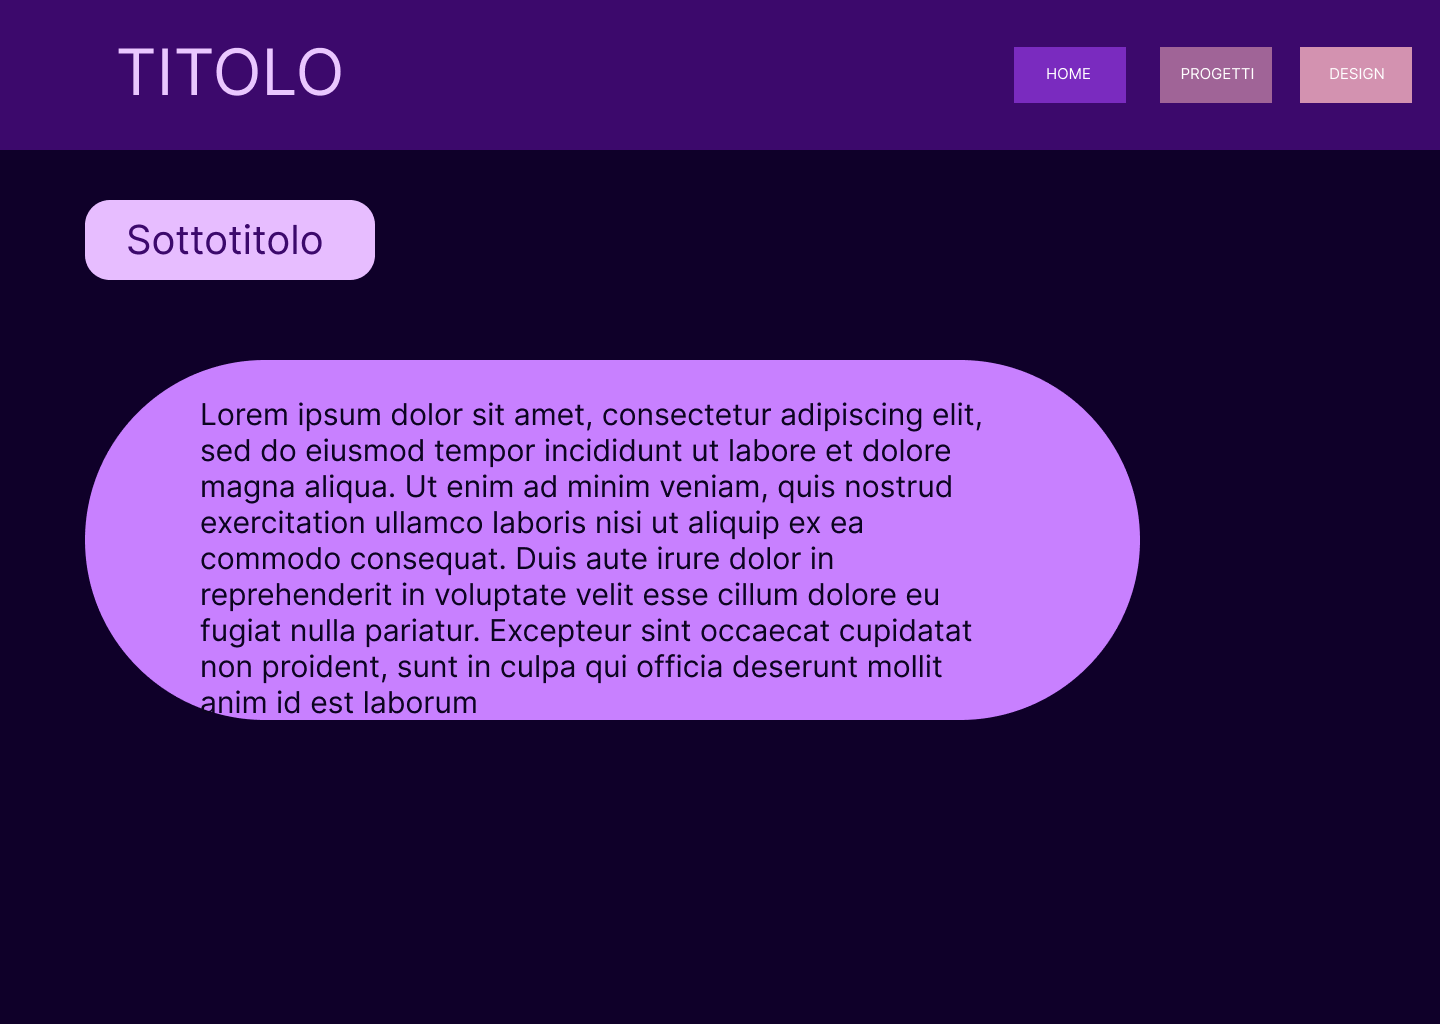 TITOLO
HOME
PROGETTI
DESIGN
Sottotitolo
Lorem ipsum dolor sit amet, consectetur adipiscing elit,
sed do eiusmod tempor incididunt ut labore et dolore
magna aliqua. Ut enim ad minim veniam, quis nostrud
exercitation ullamco laboris nisi ut aliquip ex ea
commodo consequat. Duis aute irure dolor in
reprehenderit in voluptate velit esse cillum dolore eu
fugiat nulla pariatur. Excepteur sint occaecat cupidatat
non proident, sunt in culpa qui officia deserunt mollit
anim id est laborum